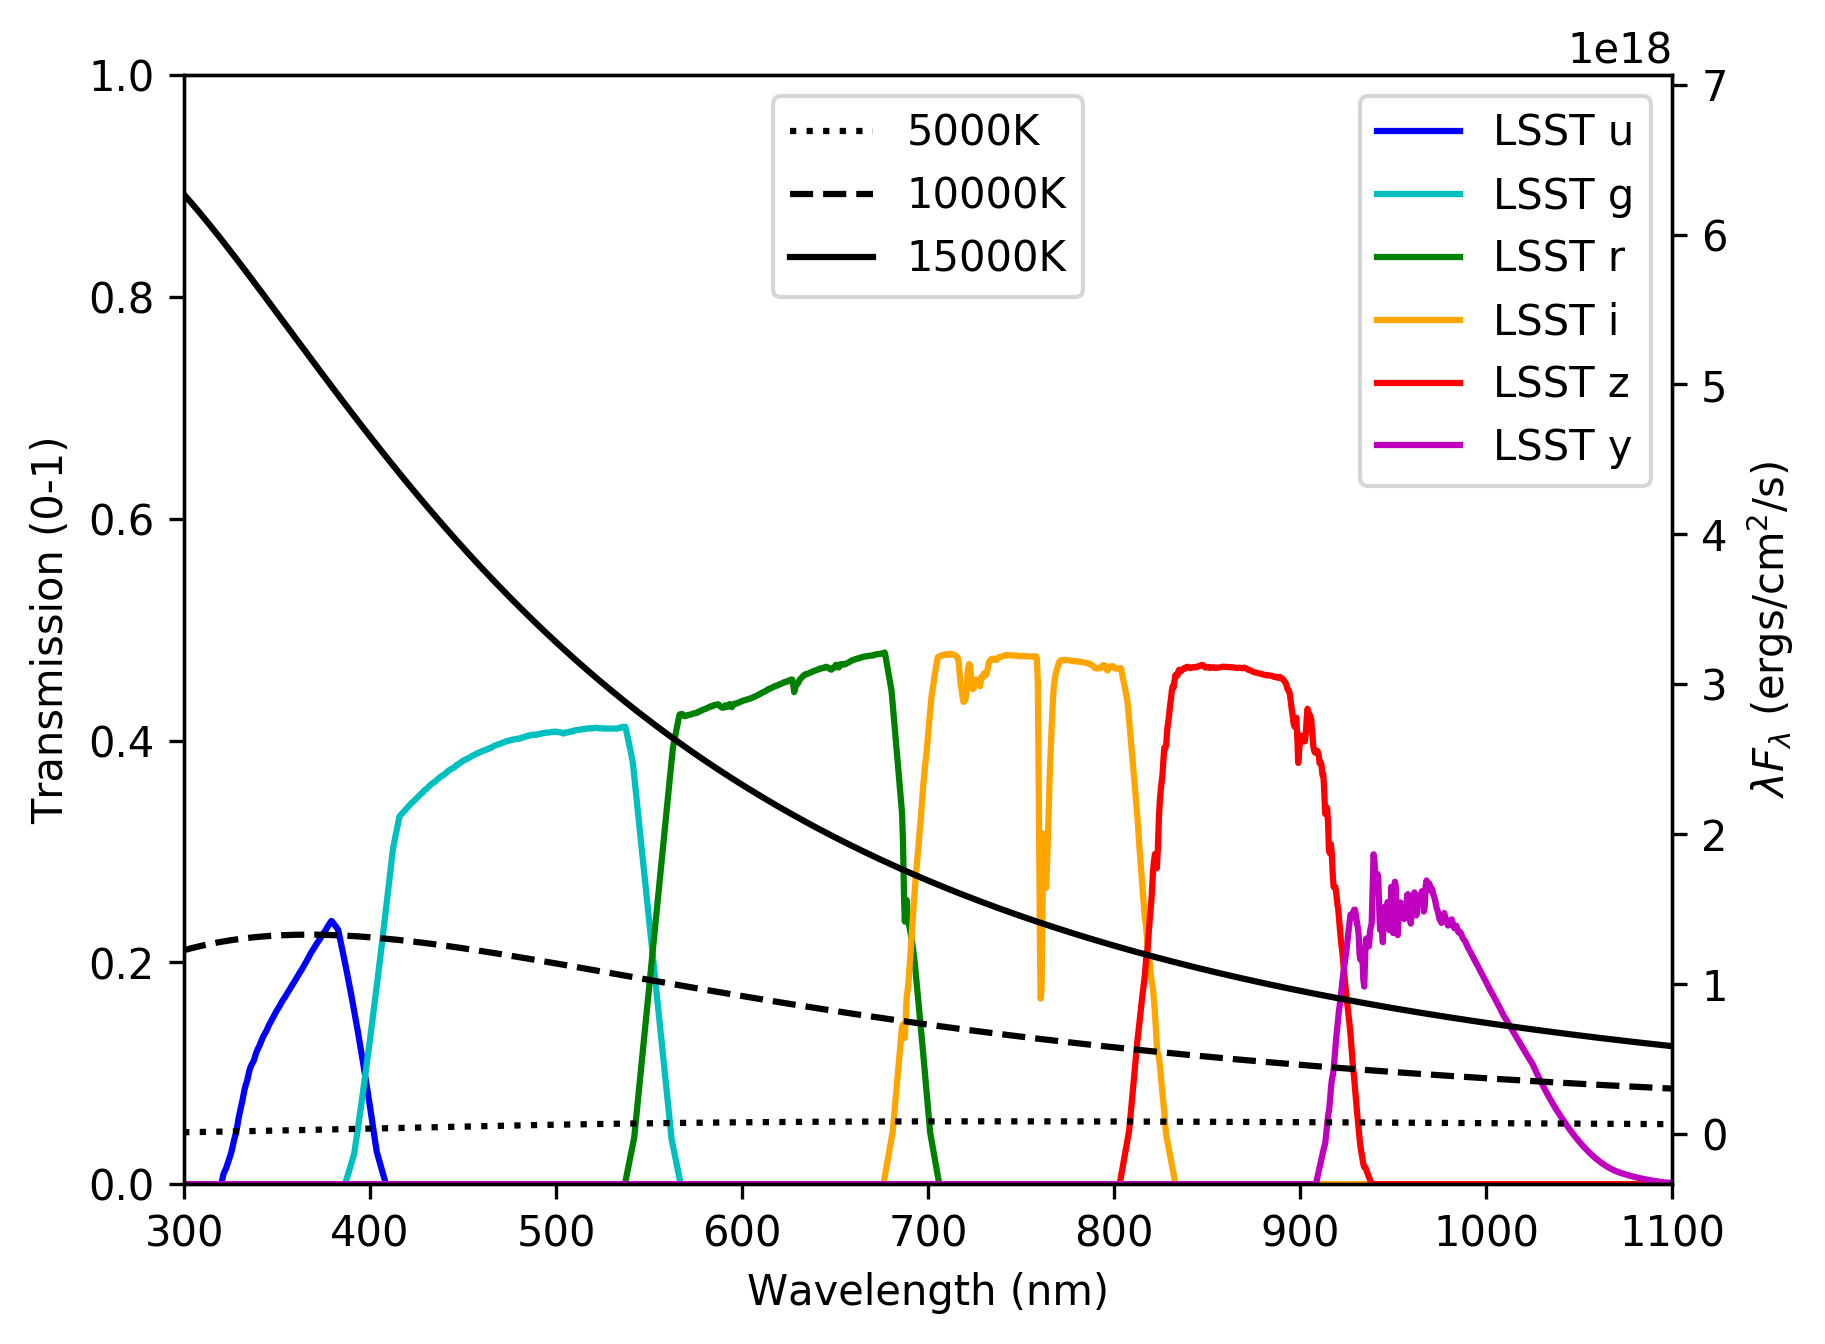 1e18
1.0
0.8
0.6
0.4
0.2
0.0
Transmission (0-1)
5000K
10000K
15000K
LSST u
LSST g
LSST r
LSST i
LSST z
LSST y
7
6
5
4
3
2
1
0
λFλ (ergs/cm²/s)
300 400 500 600 700 800 900 1000 1100
Wavelength (nm)